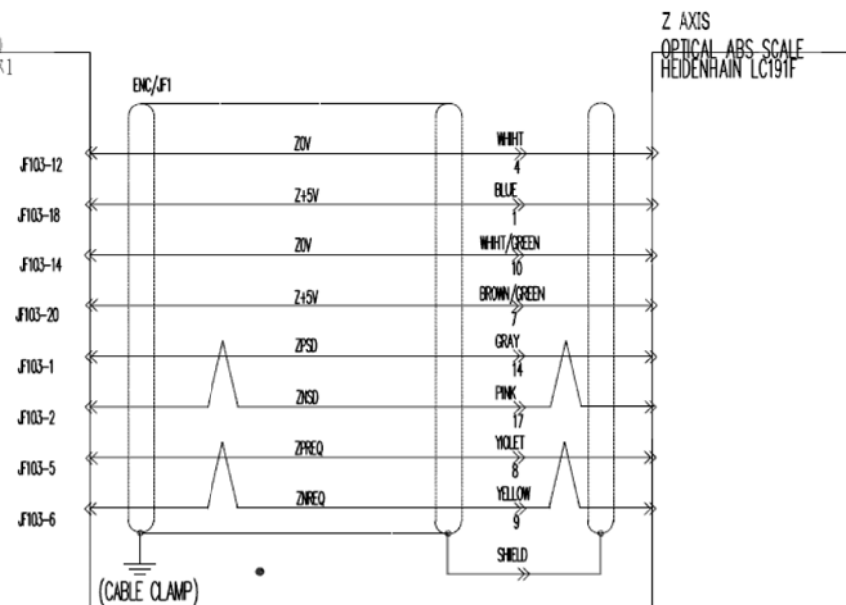 Z AXIS
OPTICAL ABS SCALE
HEIDENHAIN LC191F
ENC/JF1
JF103-12
Z0V
WHIHT
4
JF103-18
Z+5V
BLUE
1
JF103-14
Z0V
WHIHT/GREEN
10
JF103-20
Z+5V
BROWN/GREEN
7
JF103-1
ZPSD
GRAY
14
JF103-2
ZNSD
PINK
17
JF103-5
ZPREQ
VIOLET
8
JF103-6
ZNREQ
YELLOW
9
SHIELD
(CABLE CLAMP)